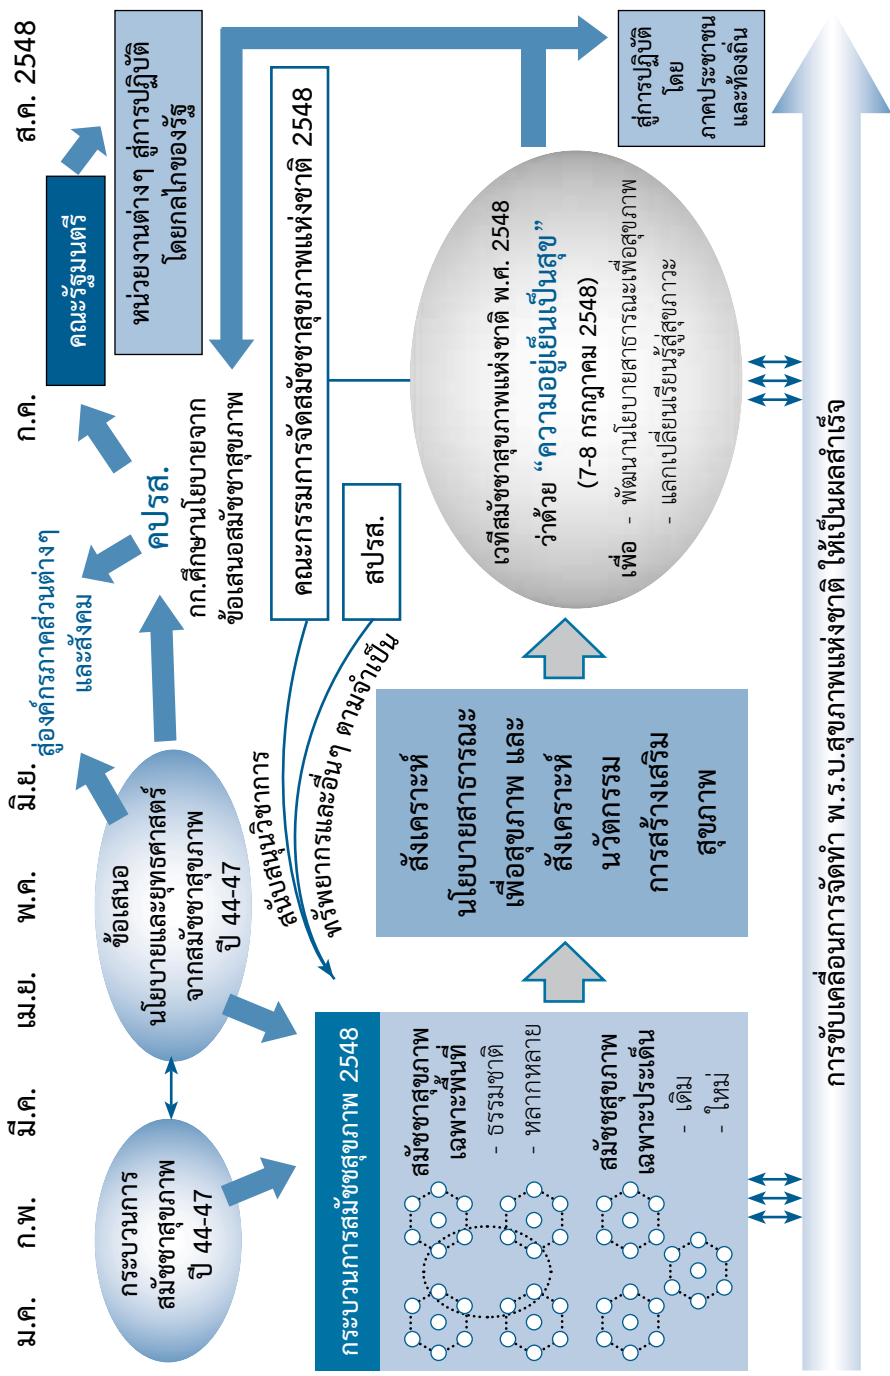 ม.ค. ก.พ. มี.ค. เม.ย. พ.ค. มิ.ย. ก.ค. ส.ค. 2548
กระบวนการ
สมัชชาสุขภาพ
ปี 44-47
ข้อเสนอ
นโยบายและยุทธศาสตร์
จากสมัชชาสุขภาพ
ปี 44-47
สู่องค์กรภาคส่วนต่างๆ
และสังคม
คปรส.
กก.ศึกษานโยบายจาก
ข้อเสนอสมัชชาสุขภาพ
คณะรัฐมนตรี
หน่วยงานต่างๆ สู่การปฏิบัติ
โดยกลไกของรัฐ
คณะกรรมการจัดสมัชชาสุขภาพแห่งชาติ 2548
สปรส.
สนับสนุนวิชาการ
ทรัพยากรและอื่นๆ ตามจำเป็น
กระบวนการสมัชชสุขภาพ 2548
สมัชชาสุขภาพ
เฉพาะพื้นที่
- ธรรมชาติ
- หลากหลาย
สมัชชสุขภาพ
เฉพาะประเด็น
- เดิม
- ใหม่
สังเคราะห์
นโยบายสาธารณะ
เพื่อสุขภาพ และ
สังเคราะห์
นวัตกรรม
การสร้างเสริม
สุขภาพ
เวทีสมัชชาสุขภาพแห่งชาติ พ.ศ. 2548
ว่าด้วย “ความอยู่เย็นเป็นสุข”
(7-8 กรกฎาคม 2548)
เพื่อ - พัฒนานโยบายสาธารณะเพื่อสุขภาพ
- แลกเปลี่ยนเรียนรู้สู่สุขภาวะ
สู่การปฏิบัติ
โดย
ภาคประชาชน
และท้องถิ่น
การขับเคลื่อนการจัดทำ พ.ร.บ.สุขภาพแห่งชาติ ให้เป็นผลสำเร็จ